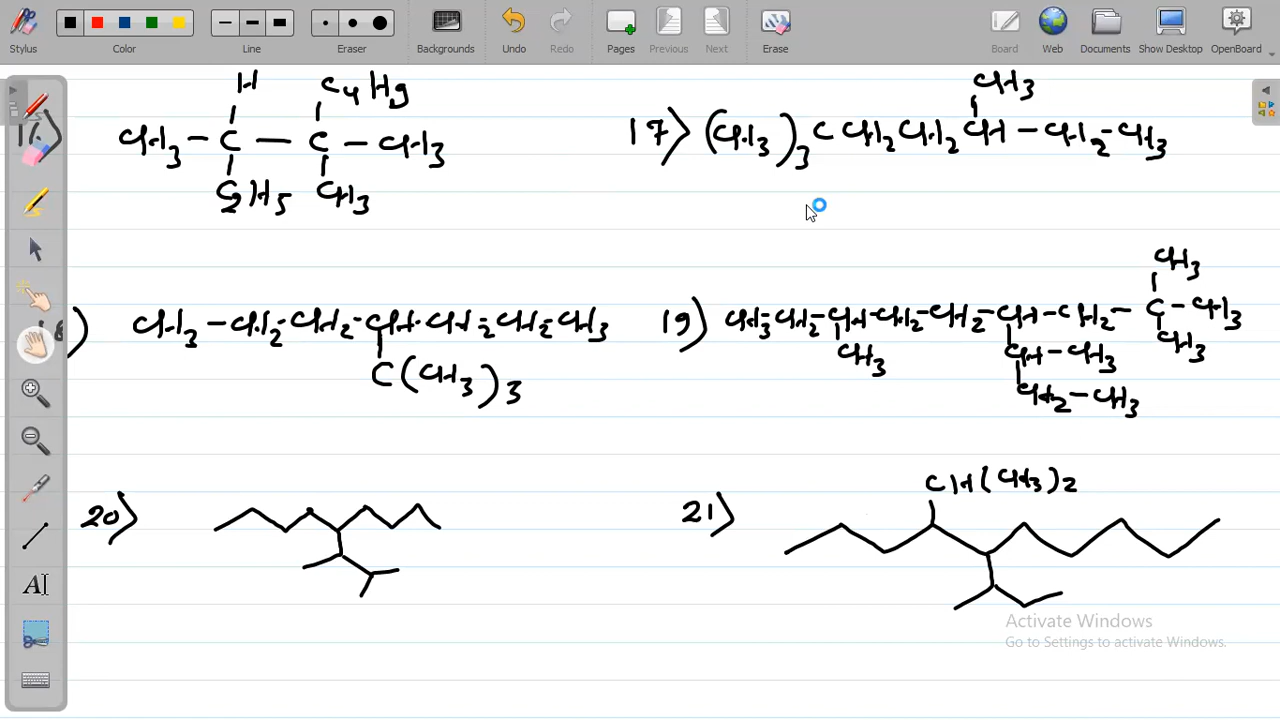 Stylus
Color
Line
Eraser
Backgrounds
Undo
Redo
Pages
Previous
Next
Erase
Board
Web
Documents
Show Desktop
OpenBoard
16) CH3 - C - C - CH3
H
C4H9
C2H5
CH3
17) (CH3)3C CH2CH2CH - CH2 - CH3
CH3
18) CH3 - CH2 - CH2 - CH - CH2 - CH2 - CH3
C(CH3)3
19) CH3 - CH2 - CH - CH2 - CH2 - CH - CH2 - C - CH3
CH3
CH3
CH3
CH - CH3
CH2 - CH3
20)
21)
CH(CH3)2
Activate Windows
Go to Settings to activate Windows.